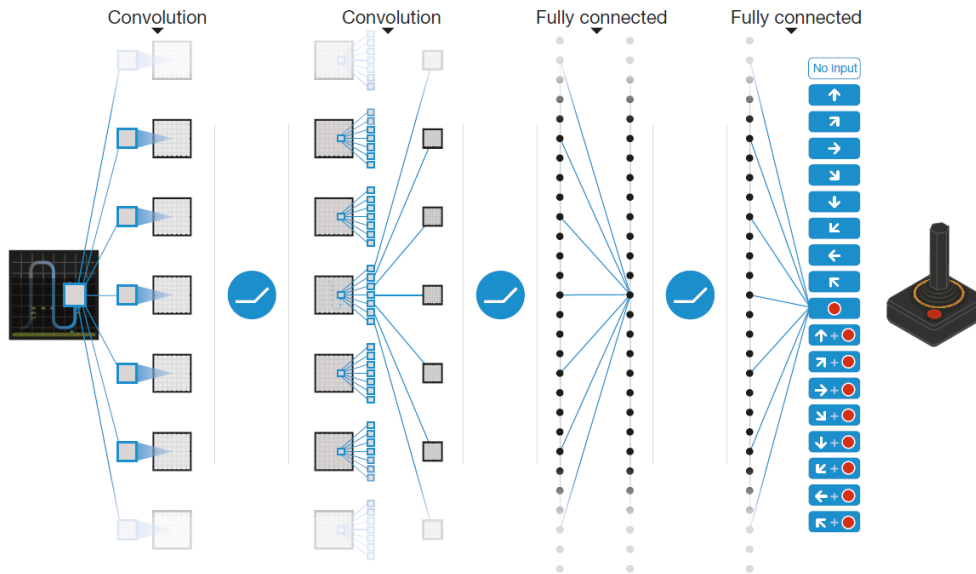 Convolution
Convolution
Fully connected
Fully connected
No input
+
+
+
+
+
+
+
+